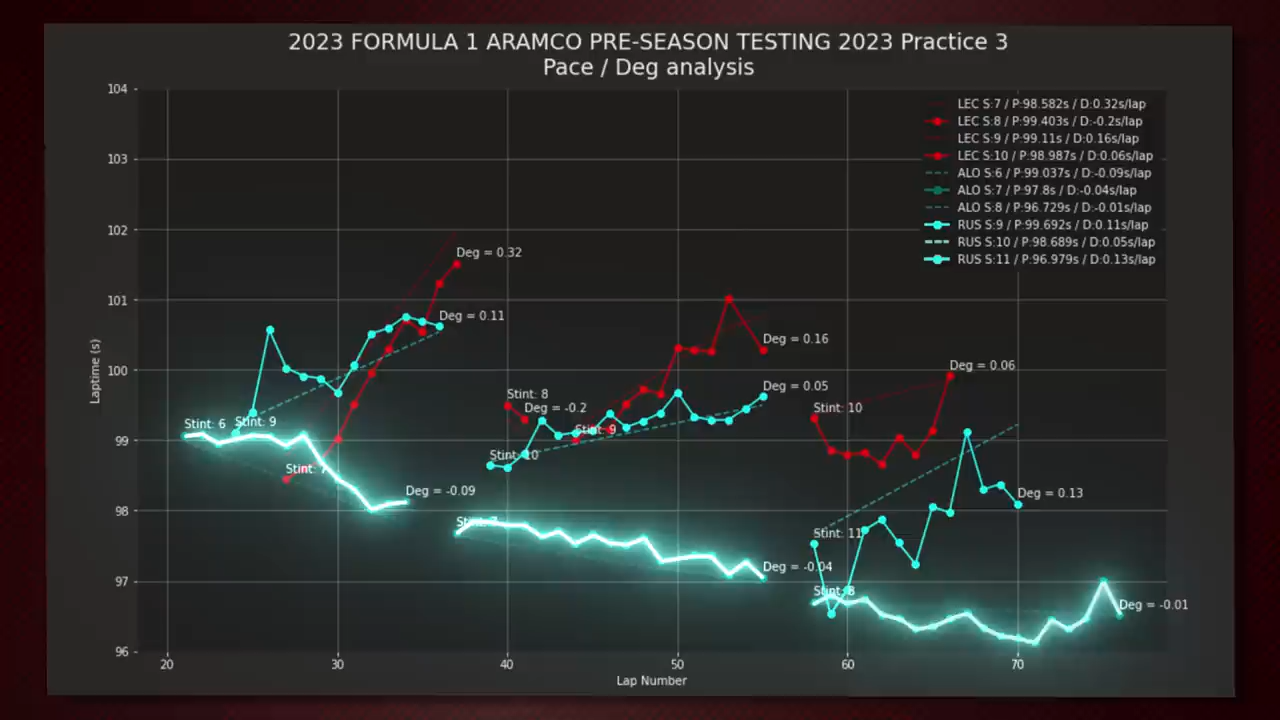 2023 FORMULA 1 ARAMCO PRE-SEASON TESTING 2023 Practice 3
Pace / Deg analysis
LEC S:7 / P:98.582s / D:0.32s/lap
LEC S:8 / P:99.403s / D:-0.2s/lap
LEC S:9 / P:99.11s / D:0.16s/lap
LEC S:10 / P:98.987s / D:0.06s/lap
ALO S:6 / P:99.037s / D:-0.09s/lap
ALO S:7 / P:97.8s / D:-0.04s/lap
ALO S:8 / P:96.729s / D:-0.01s/lap
RUS S:9 / P:99.692s / D:0.11s/lap
RUS S:10 / P:98.689s / D:0.05s/lap
RUS S:11 / P:96.979s / D:0.13s/lap
104
103
102
101
100
99
98
97
96
Laptime (s)
Deg = 0.32
Deg = 0.11
Deg = 0.16
Deg = 0.06
Deg = 0.05
Stint: 8
Deg = -0.2
Stint: 10
Stint: 6
Stint: 9
Stint: 9
Stint: 10
Stint: 7
Deg = -0.09
Deg = 0.13
Stint: 7
Stint: 11
Deg = -0.04
Stint: 8
Deg = -0.01
20
30
40
50
60
70
Lap Number